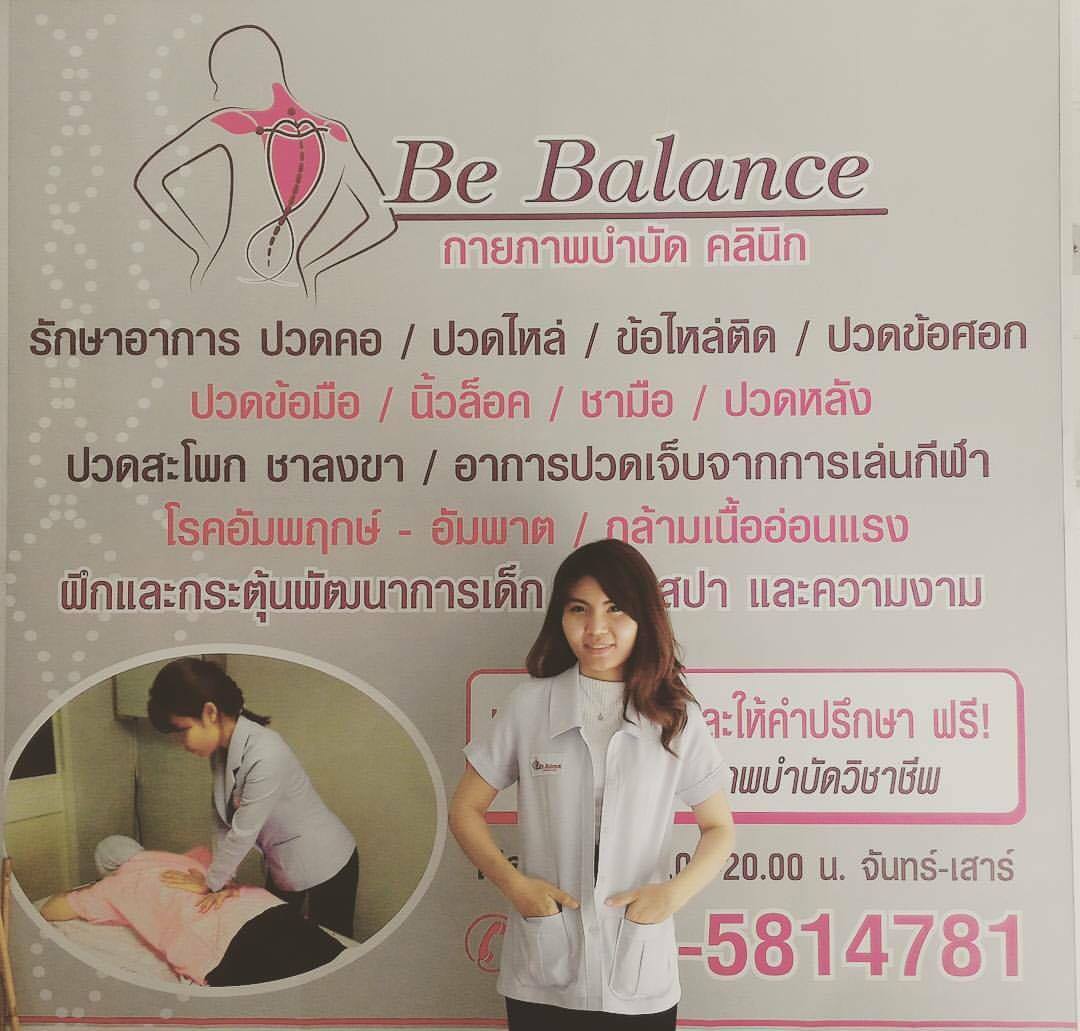 Be Balance
กายภาพบำบัด คลินิก
รักษาอาการ ปวดคอ / ปวดไหล่ / ข้อไหล่ติด / ปวดข้อศอก
ปวดข้อมือ / นิ้วล็อค / ชามือ / ปวดหลัง
ปวดสะโพก ชาลงขา / อาการปวดเจ็บจากการเล่นกีฬา
โรคอัมพฤกษ์ - อัมพาต / กล้ามเนื้ออ่อนแรง
ฝึกและกระตุ้นพัฒนาการเด็ก สปา และความงาม
ละให้คำปรึกษา ฟรี!
าพบำบัดวิชาชีพ
20.00 น. จันทร์-เสาร์
-5814781
Be Balance